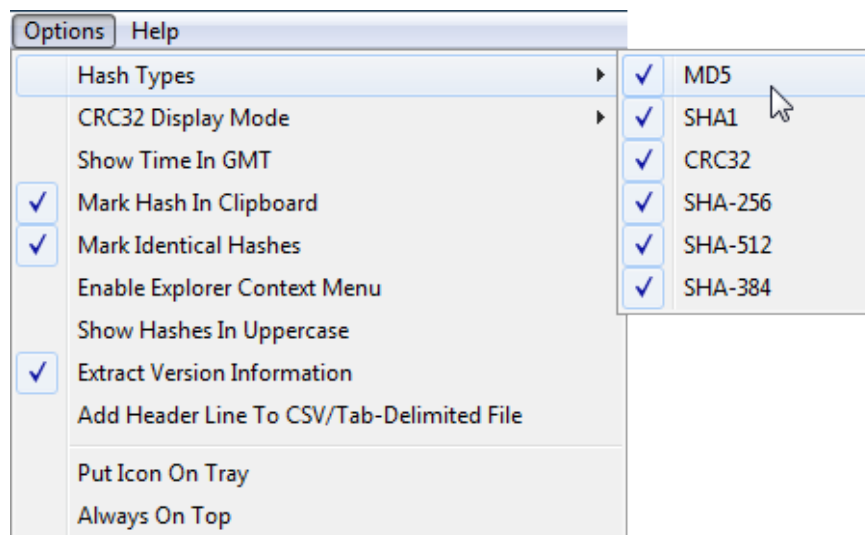 Options Help
Hash Types
CRC32 Display Mode
Show Time In GMT
Mark Hash In Clipboard
Mark Identical Hashes
Enable Explorer Context Menu
Show Hashes In Uppercase
Extract Version Information
Add Header Line To CSV/Tab-Delimited File
Put Icon On Tray
Always On Top
MD5
SHA1
CRC32
SHA-256
SHA-512
SHA-384